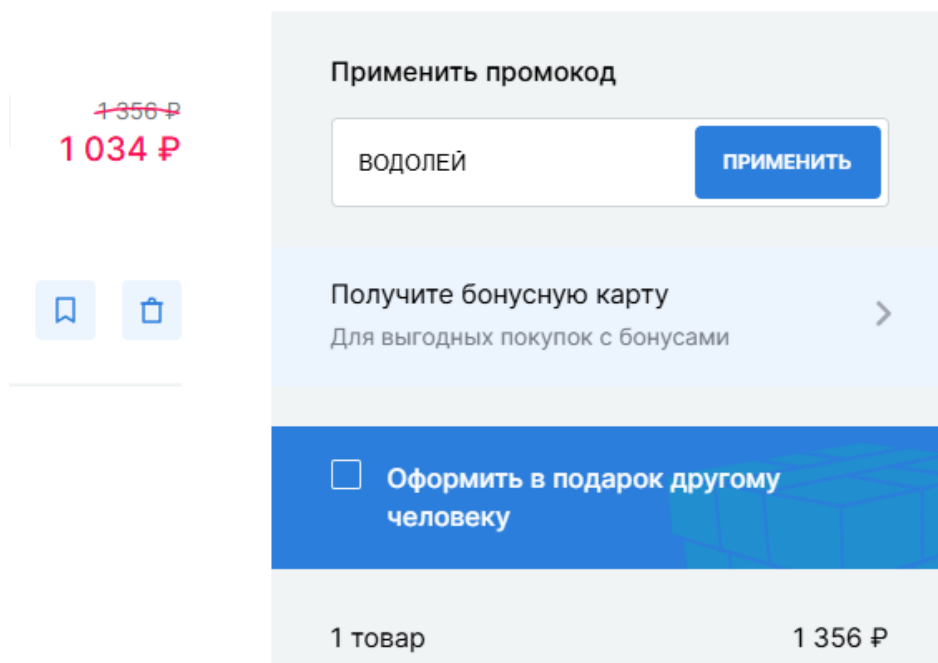 1 356 ₽
1 034 ₽
Применить промокод
ВОДОЛЕЙ
ПРИМЕНИТЬ
Получите бонусную карту
Для выгодных покупок с бонусами
Оформить в подарок другому
человеку
1 товар
1 356 ₽